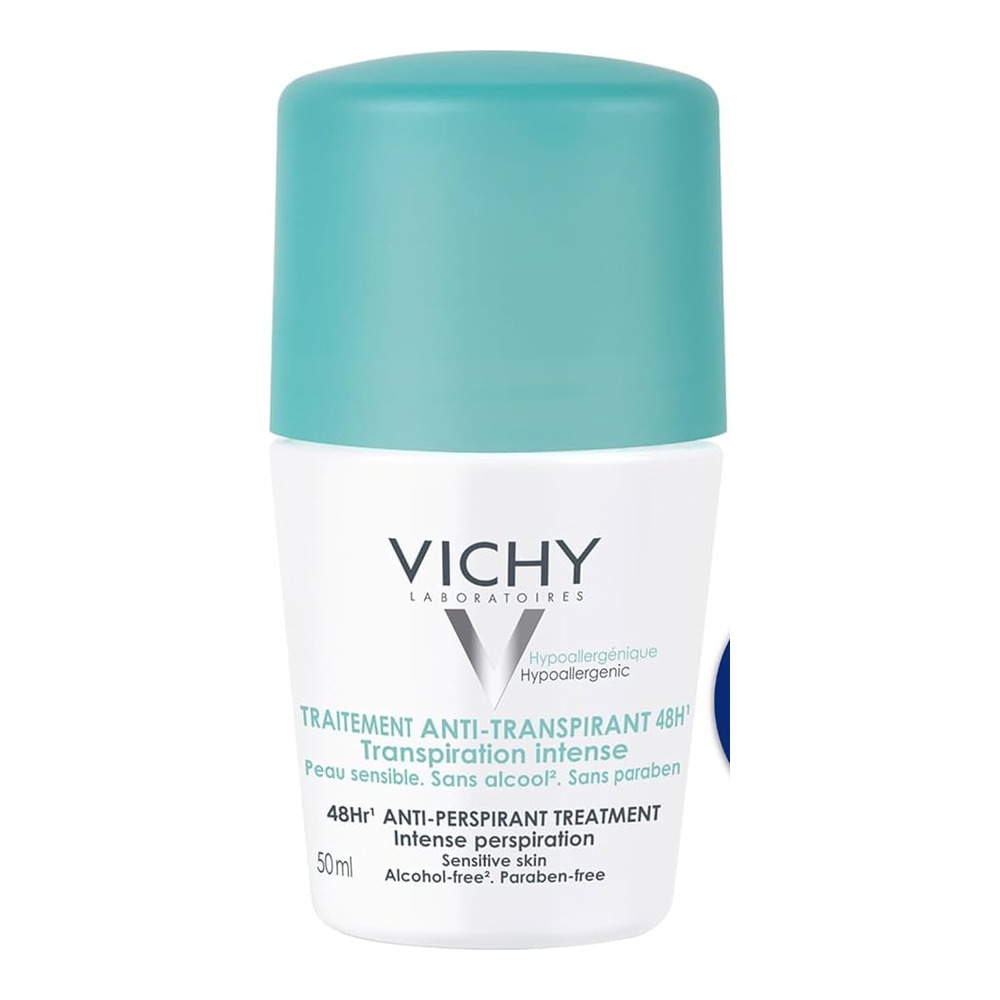 VICHY
LABORATOIRES
Hypoallergénique
Hypoallergenic
TRAITEMENT ANTI-TRANSPIRANT 48H¹
Transpiration intense
Peau sensible. Sans alcool². Sans paraben
48Hr¹ ANTI-PERSPIRANT TREATMENT
Intense perspiration
Sensitive skin
Alcohol-free². Paraben-free
50ml